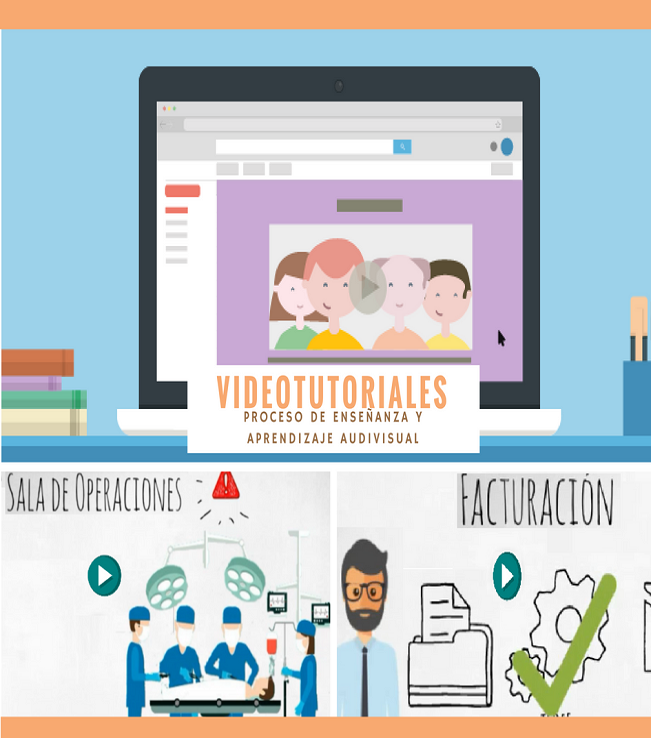 VIDEOTUTORIALES
PROCESO DE ENSEÑANZA Y
APRENDIZAJE AUDIVISUAL
SALA DE OPERACIONES
FACTURACIÓN